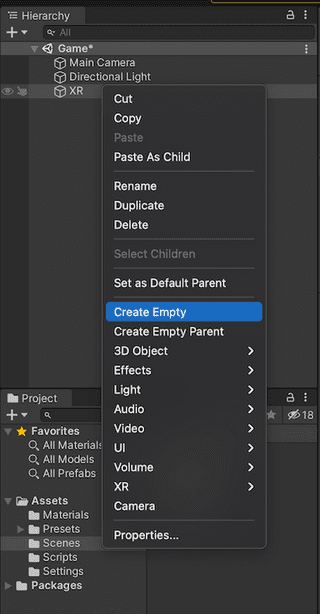 Hierarchy
All
Game*
Main Camera
Directional Light
XR
Cut
Copy
Paste
Paste As Child
Rename
Duplicate
Delete
Select Children
Set as Default Parent
Create Empty
Create Empty Parent
3D Object
Effects
Light
Audio
Video
UI
Volume
XR
Camera
Properties...
Project
18
Favorites
All Materials
All Models
All Prefabs
Assets
Materials
Presets
Scenes
Scripts
Settings
Packages